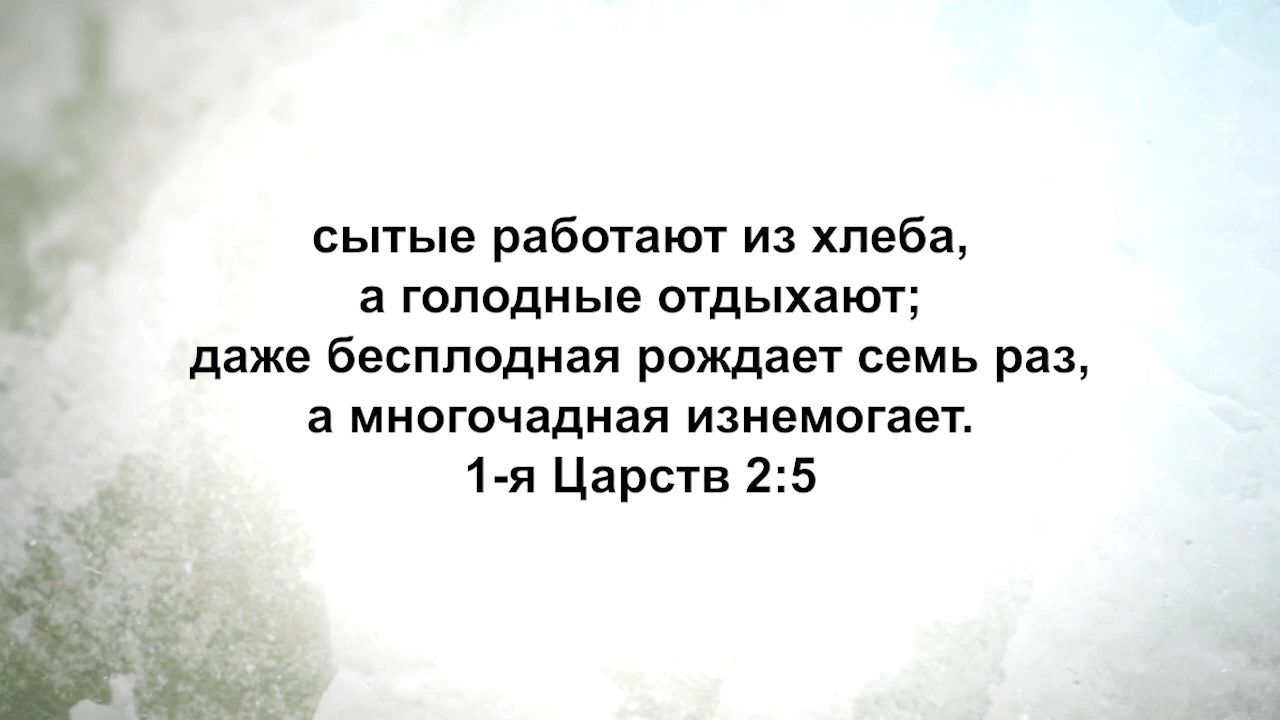 сытые работают из хлеба,
а голодные отдыхают;
даже бесплодная рождает семь раз,
а многочадная изнемогает.
1-я Царств 2:5